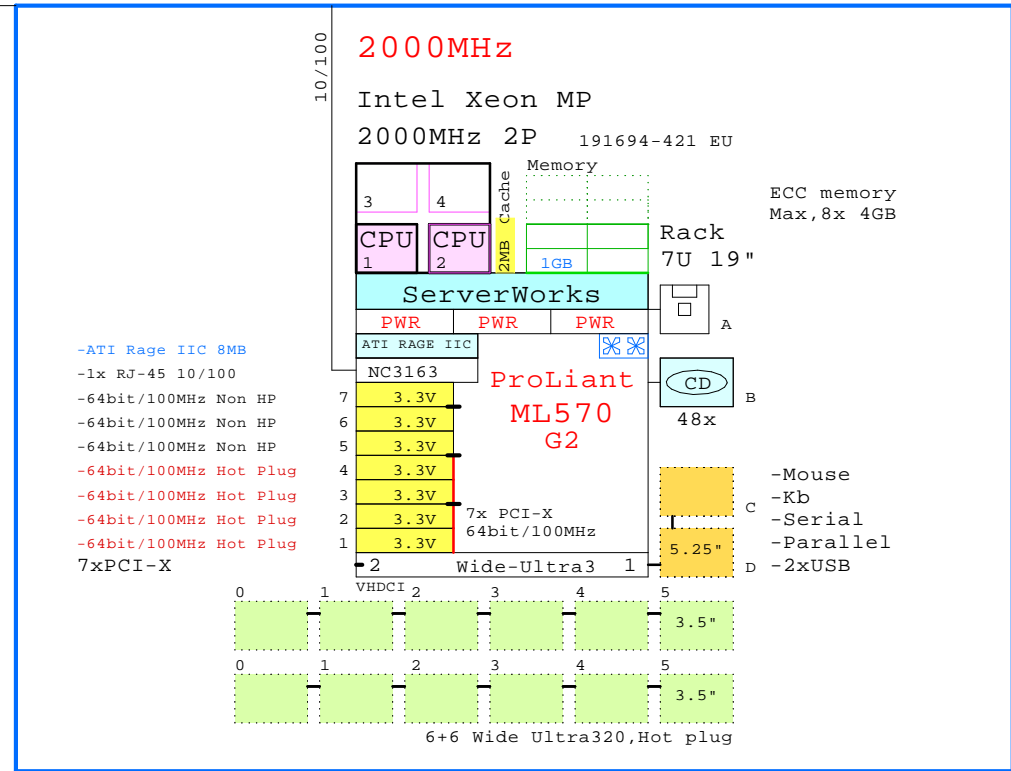 10/100
2000MHz
Intel Xeon MP
2000MHz 2P 191694-421 EU
Memory
3 4
2MB Cache
ECC memory
Max,8x 4GB
CPU CPU
1 2
1GB
Rack
7U 19"
ServerWorks
PWR PWR PWR
A
ATI RAGE IIC
-ATI Rage IIC 8MB
-1x RJ-45 10/100
NC3163
ProLiant
ML570
G2
CD
B
48x
-64bit/100MHz Non HP 7 3.3V
-64bit/100MHz Non HP 6 3.3V
-64bit/100MHz Non HP 5 3.3V
-64bit/100MHz Hot Plug 4 3.3V
-64bit/100MHz Hot Plug 3 3.3V
-64bit/100MHz Hot Plug 2 3.3V
-64bit/100MHz Hot Plug 1 3.3V
7x PCI-X
64bit/100MHz
C
-Mouse
-Kb
-Serial
-Parallel
-2xUSB
5.25"
D
7xPCI-X
2 Wide-Ultra3 1
VHDCI
0 1 2 3 4 5
3.5"
0 1 2 3 4 5
3.5"
6+6 Wide Ultra320,Hot plug